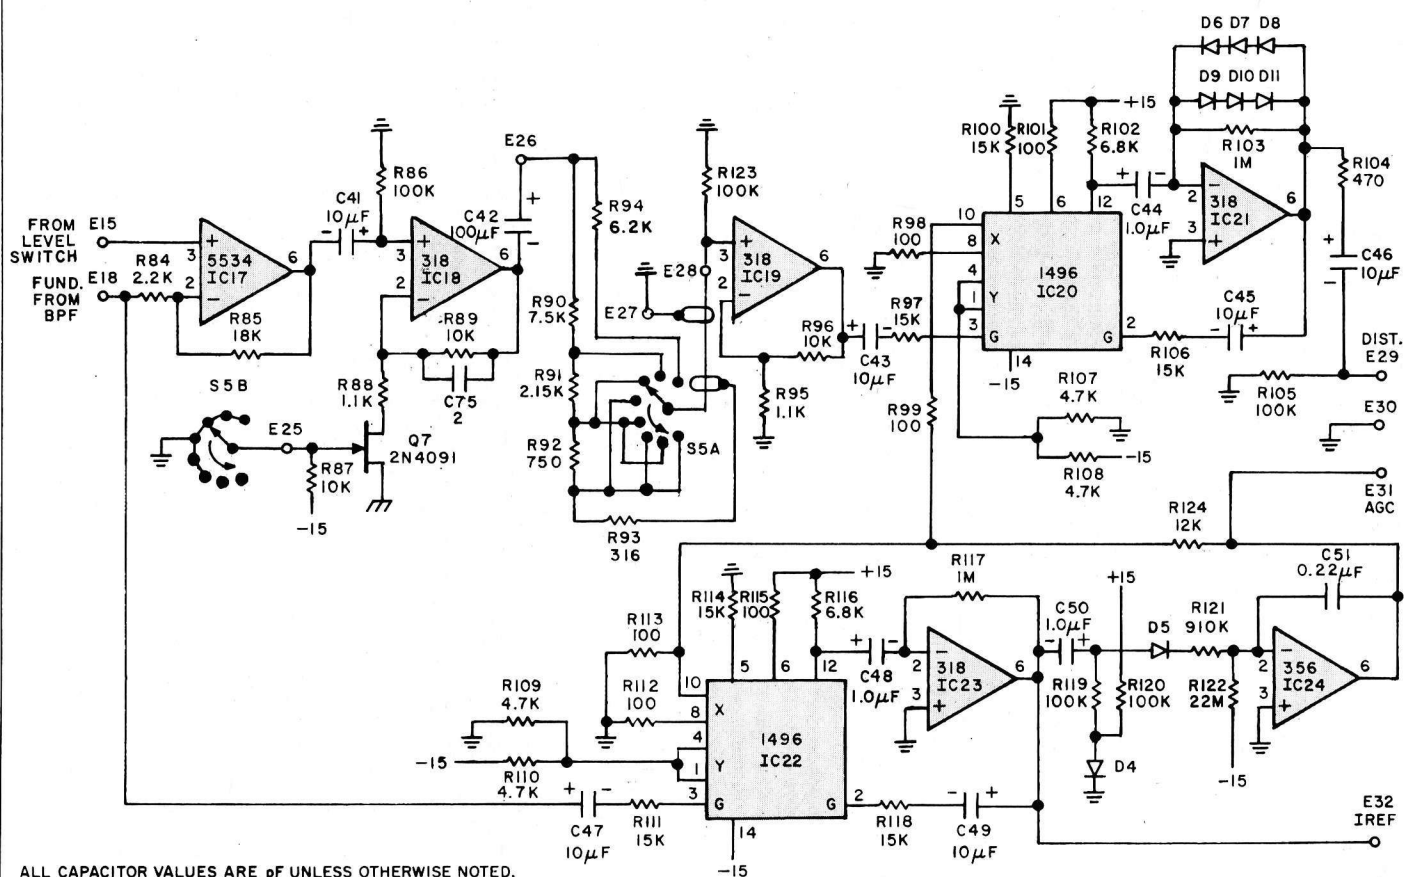 D6 D7 D8
D9 D10 D11
R103
1M
+15
R100
15K
R101
100
R102
6.8K
R104
470
E26
R86
100K
R123
100K
C41
10µF
- +
C42
100µF
+
-
R94
6.2K
FROM
LEVEL
SWITCH
E15
R84
2.2K
FUND.
FROM
BPF
E18
+
3
5534
IC17
6
2
-
R85
18K
+
3
318
IC18
6
2
-
R89
10K
C75
2
R88
1.1K
S5B
E25
Q7
2N4091
R87
10K
-15
R90
7.5K
R91
2.15K
R92
750
R93
316
E27
E28
S5A
+
3
318
IC19
6
2
-
R96
10K
R95
1.1K
+ -
C43
10µF
R98
100
R97
15K
R99
100
5 6 12
10
X
8
4
Y
1
3
G
1496
IC20
G
2
14
-15
+ -
C44
1.0µF
-
2
318
IC21
6
3
+
+
C46
10µF
-
C45
10µF
- +
R106
15K
R105
100K
DIST.
E29
E30
R107
4.7K
R108
4.7K
-15
E31
AGC
R124
12K
C51
0.22µF
R117
1M
+15
R114
15K
R115
100
R116
6.8K
R113
100
R112
100
R109
4.7K
-15
R110
4.7K
+ -
C47
10µF
R111
15K
5 6 12
10
X
8
4
Y
1
3
G
1496
IC22
G
2
14
-15
+ -
C48
1.0µF
-
2
318
IC23
6
3
+
C50
1.0µF
- +
+15
R119
100K
R120
100K
D4
D5
R121
910K
R122
22M
-15
-
2
356
IC24
6
3
+
R118
15K
- +
C49
10µF
E32
IREF
ALL CAPACITOR VALUES ARE pF UNLESS OTHERWISE NOTED.